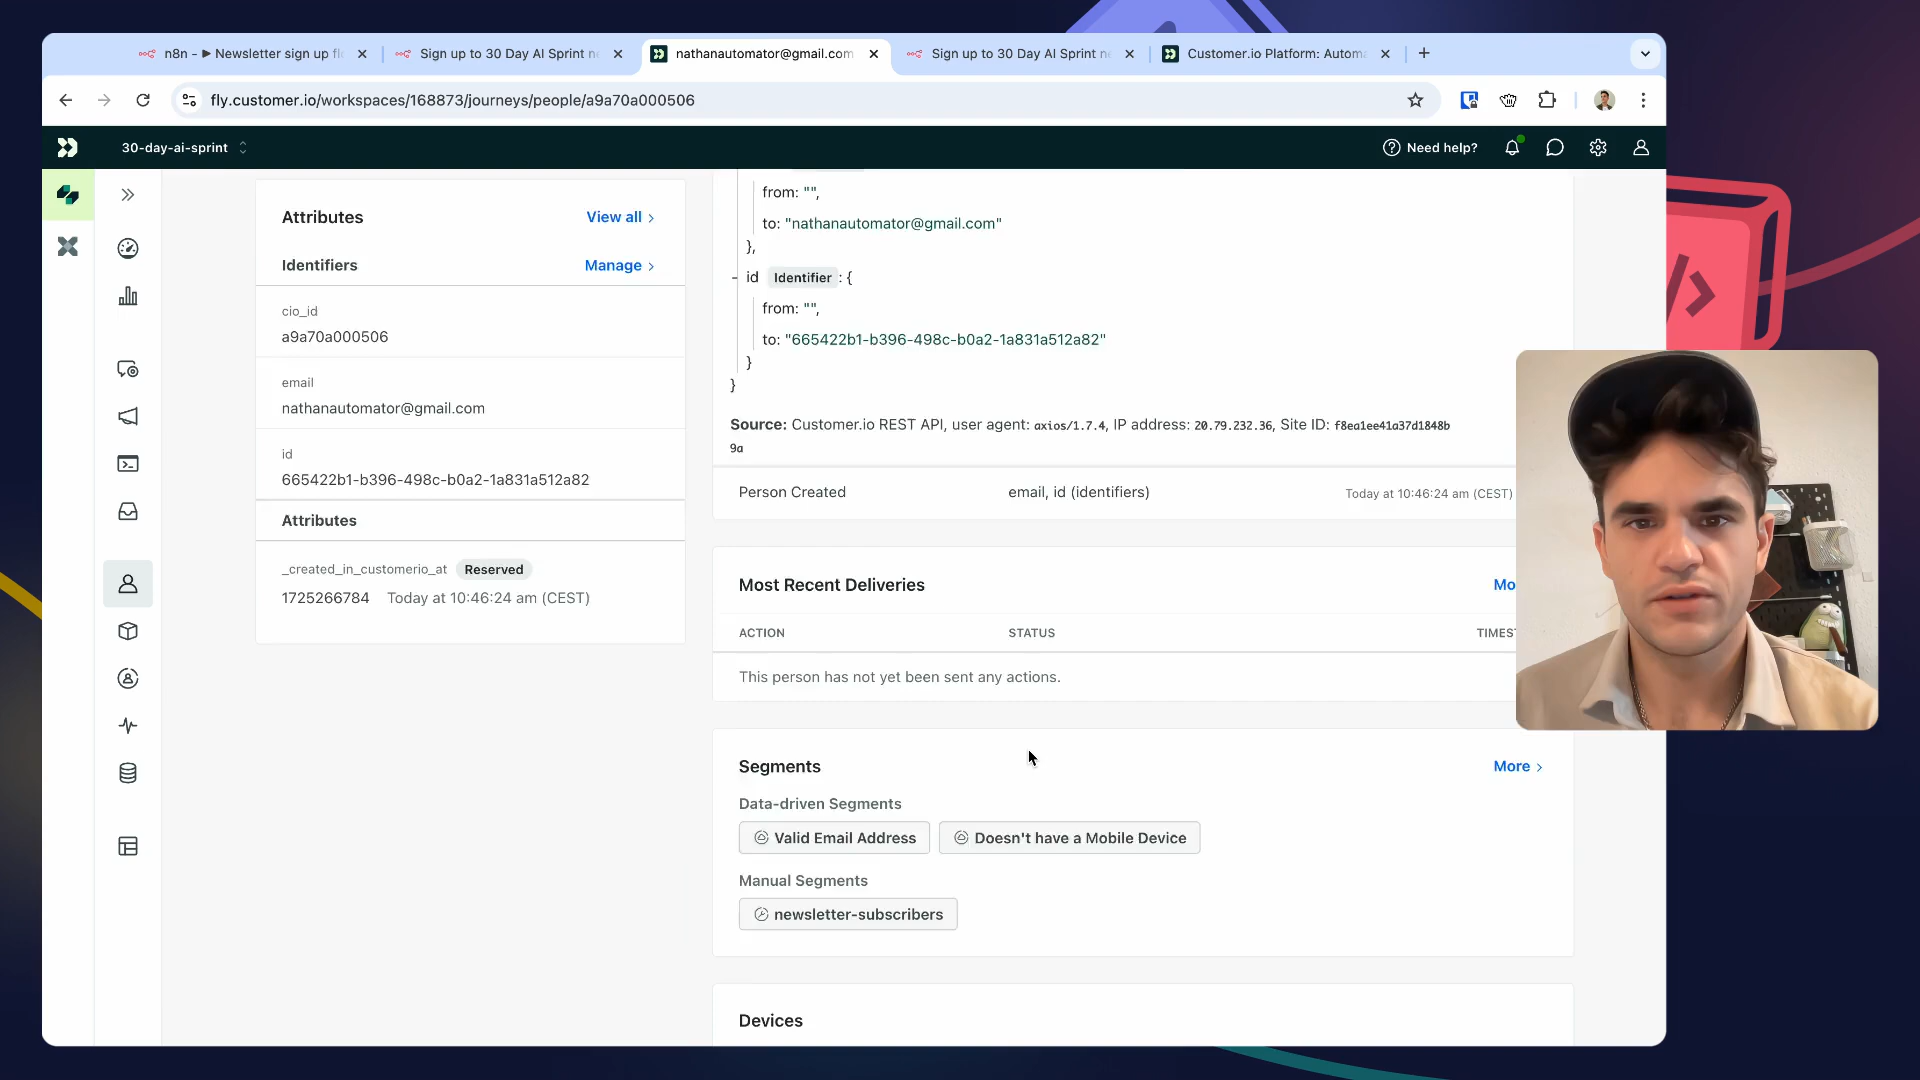 n8n - ▶ Newsletter sign up fl
Sign up to 30 Day AI Sprint ne
nathanautomator@gmail.com
Sign up to 30 Day AI Sprint ne
Customer.io Platform: Automa
fly.customer.io/workspaces/168873/journeys/people/a9a70a000506
30-day-ai-sprint
Need help?
Attributes
View all
Identifiers
Manage
cio_id
a9a70a000506
email
nathanautomator@gmail.com
id
665422b1-b396-498c-b0a2-1a831a512a82
Attributes
_created_in_customerio_at Reserved
1725266784 Today at 10:46:24 am (CEST)
from: "",
to: "nathanautomator@gmail.com"
},
- id Identifier : {
from: "",
to: "665422b1-b396-498c-b0a2-1a831a512a82"
}
}
Source: Customer.io REST API, user agent: axios/1.7.4, IP address: 20.79.232.36, Site ID: f8ea1ee41a37d1848b
9a
Person Created email, id (identifiers) Today at 10:46:24 am (CEST)
Most Recent Deliveries
Mo
ACTION STATUS TIMEST
This person has not yet been sent any actions.
Segments
More
Data-driven Segments
Valid Email Address
Doesn't have a Mobile Device
Manual Segments
newsletter-subscribers
Devices